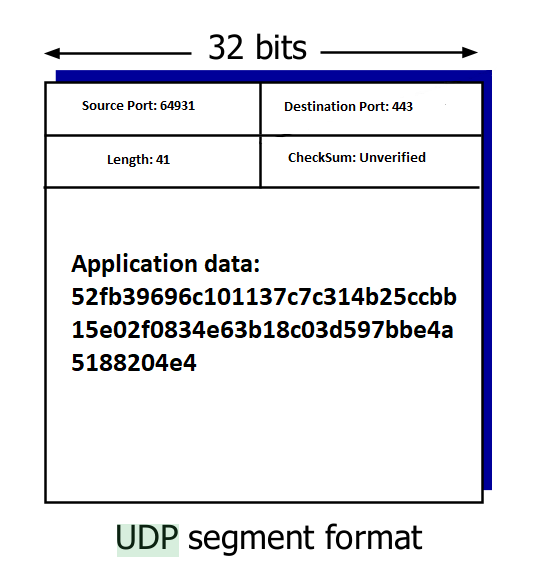 32 bits
Source Port: 64931
Destination Port: 443
Length: 41
CheckSum: Unverified
Application data:
52fb39696c101137c7c314b25ccbb
15e02f0834e63b18c03d597bbe4a
5188204e4
UDP segment format